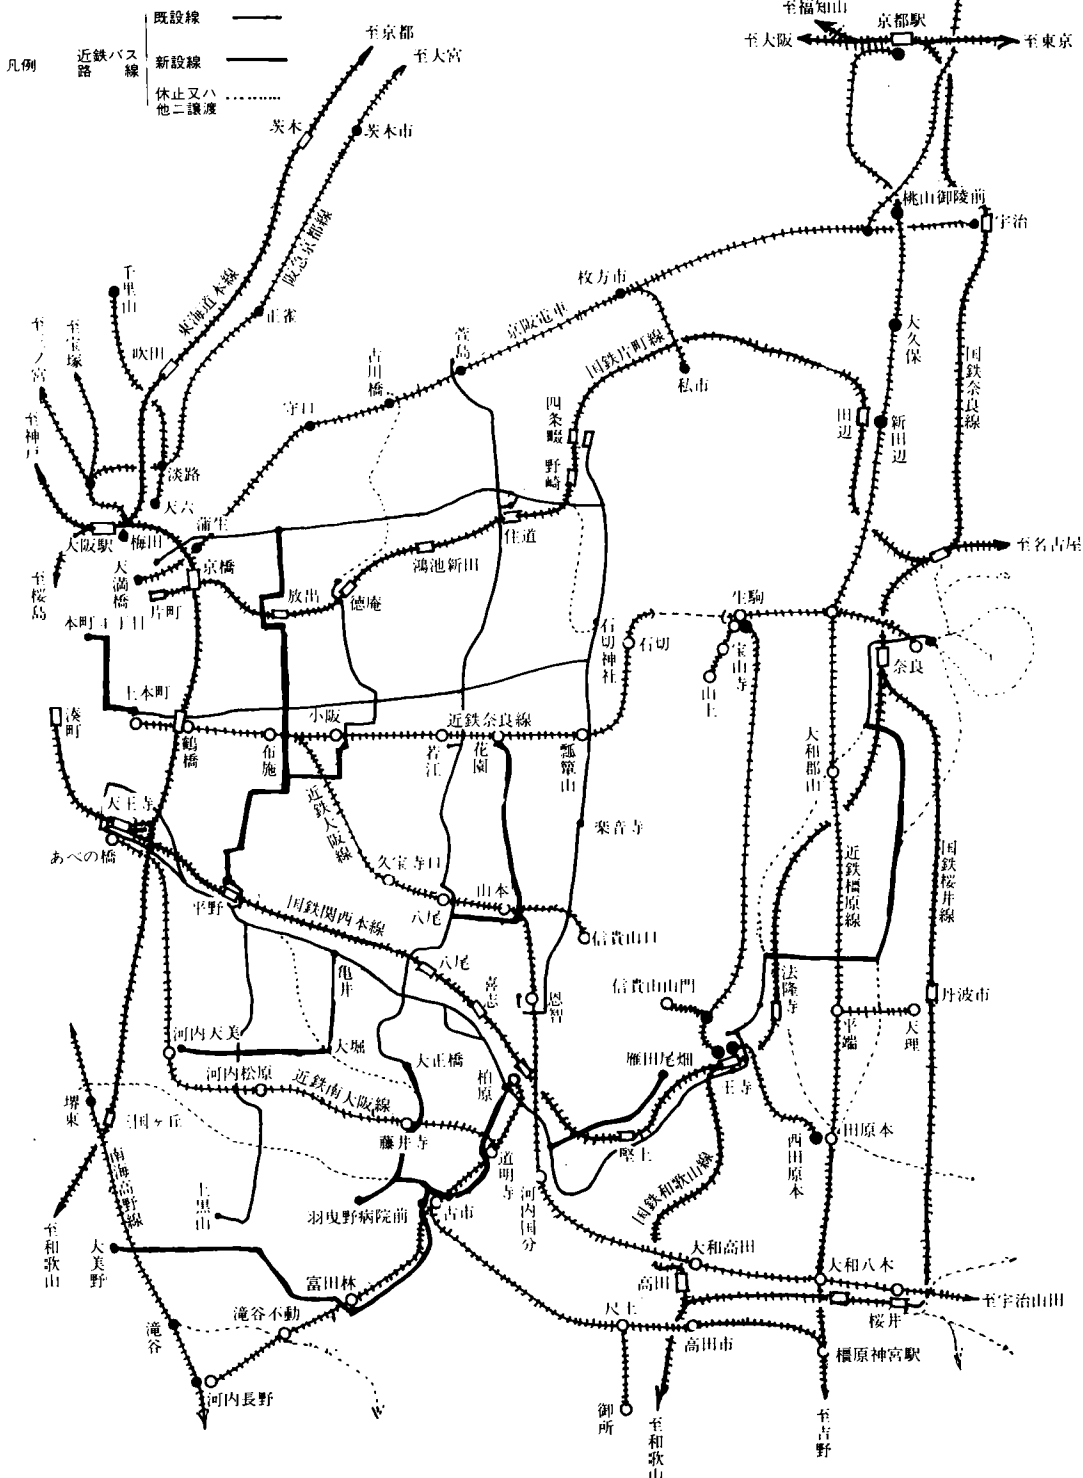 凡例
近鉄バス
路線
既設線
新設線
休止又ハ
他ニ譲渡
至京都
至大宮
茨木
茨木市
東海道本線
阪急京都線
正雀
千里山
吹田
至宝塚
至神戸
淡路
天六
大阪駅
梅田
至桜島
天満橋
蒲生
京橋
片町
守口
古川橋
萱島
京阪電車
枚方市
私市
国鉄片町線
四条畷
野崎
住道
鴻池新田
徳庵
放出
至福知山
京都駅
至大阪
至東京
桃山御陵前
宇治
大久保
国鉄奈良線
新田辺
田辺
至名古屋
上本町
湊町
鶴橋
布施
小阪
近鉄奈良線
若江
花園
瓢箪山
石切神社
石切
生駒
宝山寺
山上
奈良
大和郡山
天王寺
あべの橋
近鉄大阪線
久宝寺口
八尾
山本
楽音寺
信貴山口
平野
国鉄関西本線
八尾
喜志
恩智
信貴山山門
近鉄橿原線
国鉄桜井線
法隆寺
丹波市
平端
天理
亀井
大堀
河内天美
河内松原
大正橋
柏原
雁田尾畑
王寺
堺東
三国ヶ丘
近鉄南大阪線
藤井寺
道明寺
堅上
西田原本
田原本
南海高野線
至和歌山
大美野
上黒山
羽曳野病院前
古市
河内国分
国鉄和歌山線
大和高田
高田
大和八木
至宇治山田
桜井
富田林
滝谷不動
滝谷
河内長野
尺土
高田市
橿原神宮駅
御所
至和歌山
至吉野